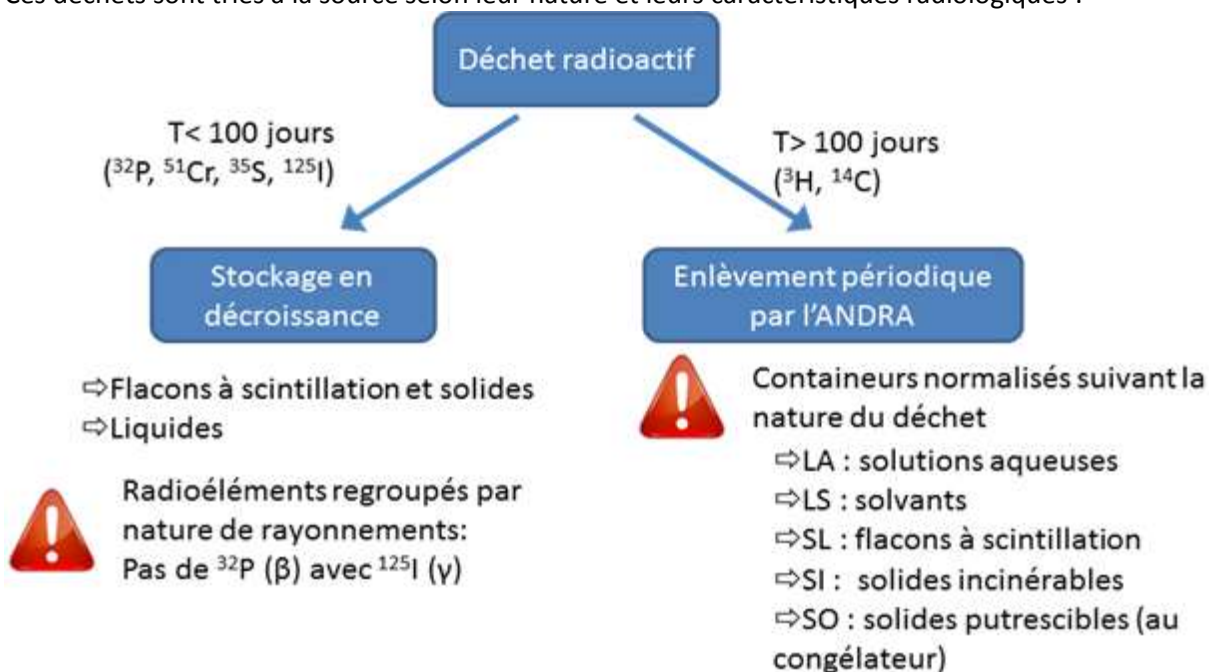 Ces déchets sont triés à la source selon leur nature et leurs caractéristiques radiologiques :
Déchet radioactif
T< 100 jours
(³²P, ⁵¹Cr, ³⁵S, ¹²⁵I)
T> 100 jours
(³H, ¹⁴C)
Stockage en
décroissance
Enlèvement périodique
par l’ANDRA
⇨Flacons à scintillation et solides
⇨Liquides
Radioéléments regroupés par
nature de rayonnements:
Pas de ³²P (β) avec ¹²⁵I (γ)
Containeurs normalisés suivant la
nature du déchet
⇨LA : solutions aqueuses
⇨LS : solvants
⇨SL : flacons à scintillation
⇨SI :  solides incinérables
⇨SO : solides putrescibles (au
congélateur)